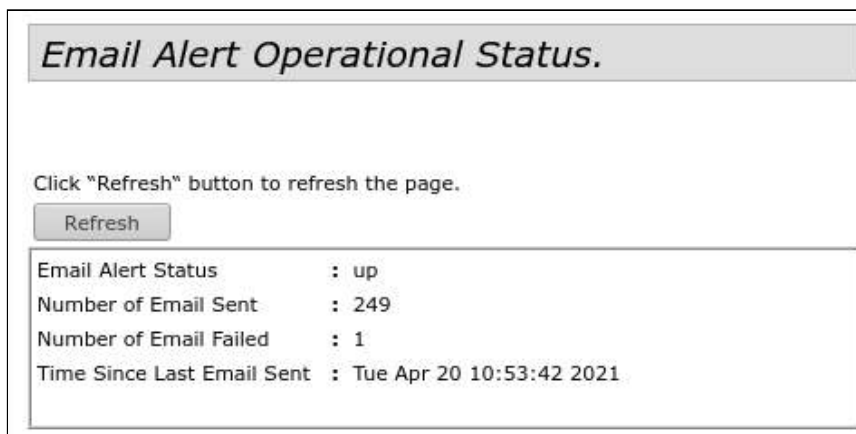 Email Alert Operational Status.
Click "Refresh" button to refresh the page.
Refresh
Email Alert Status : up
Number of Email Sent : 249
Number of Email Failed : 1
Time Since Last Email Sent : Tue Apr 20 10:53:42 2021